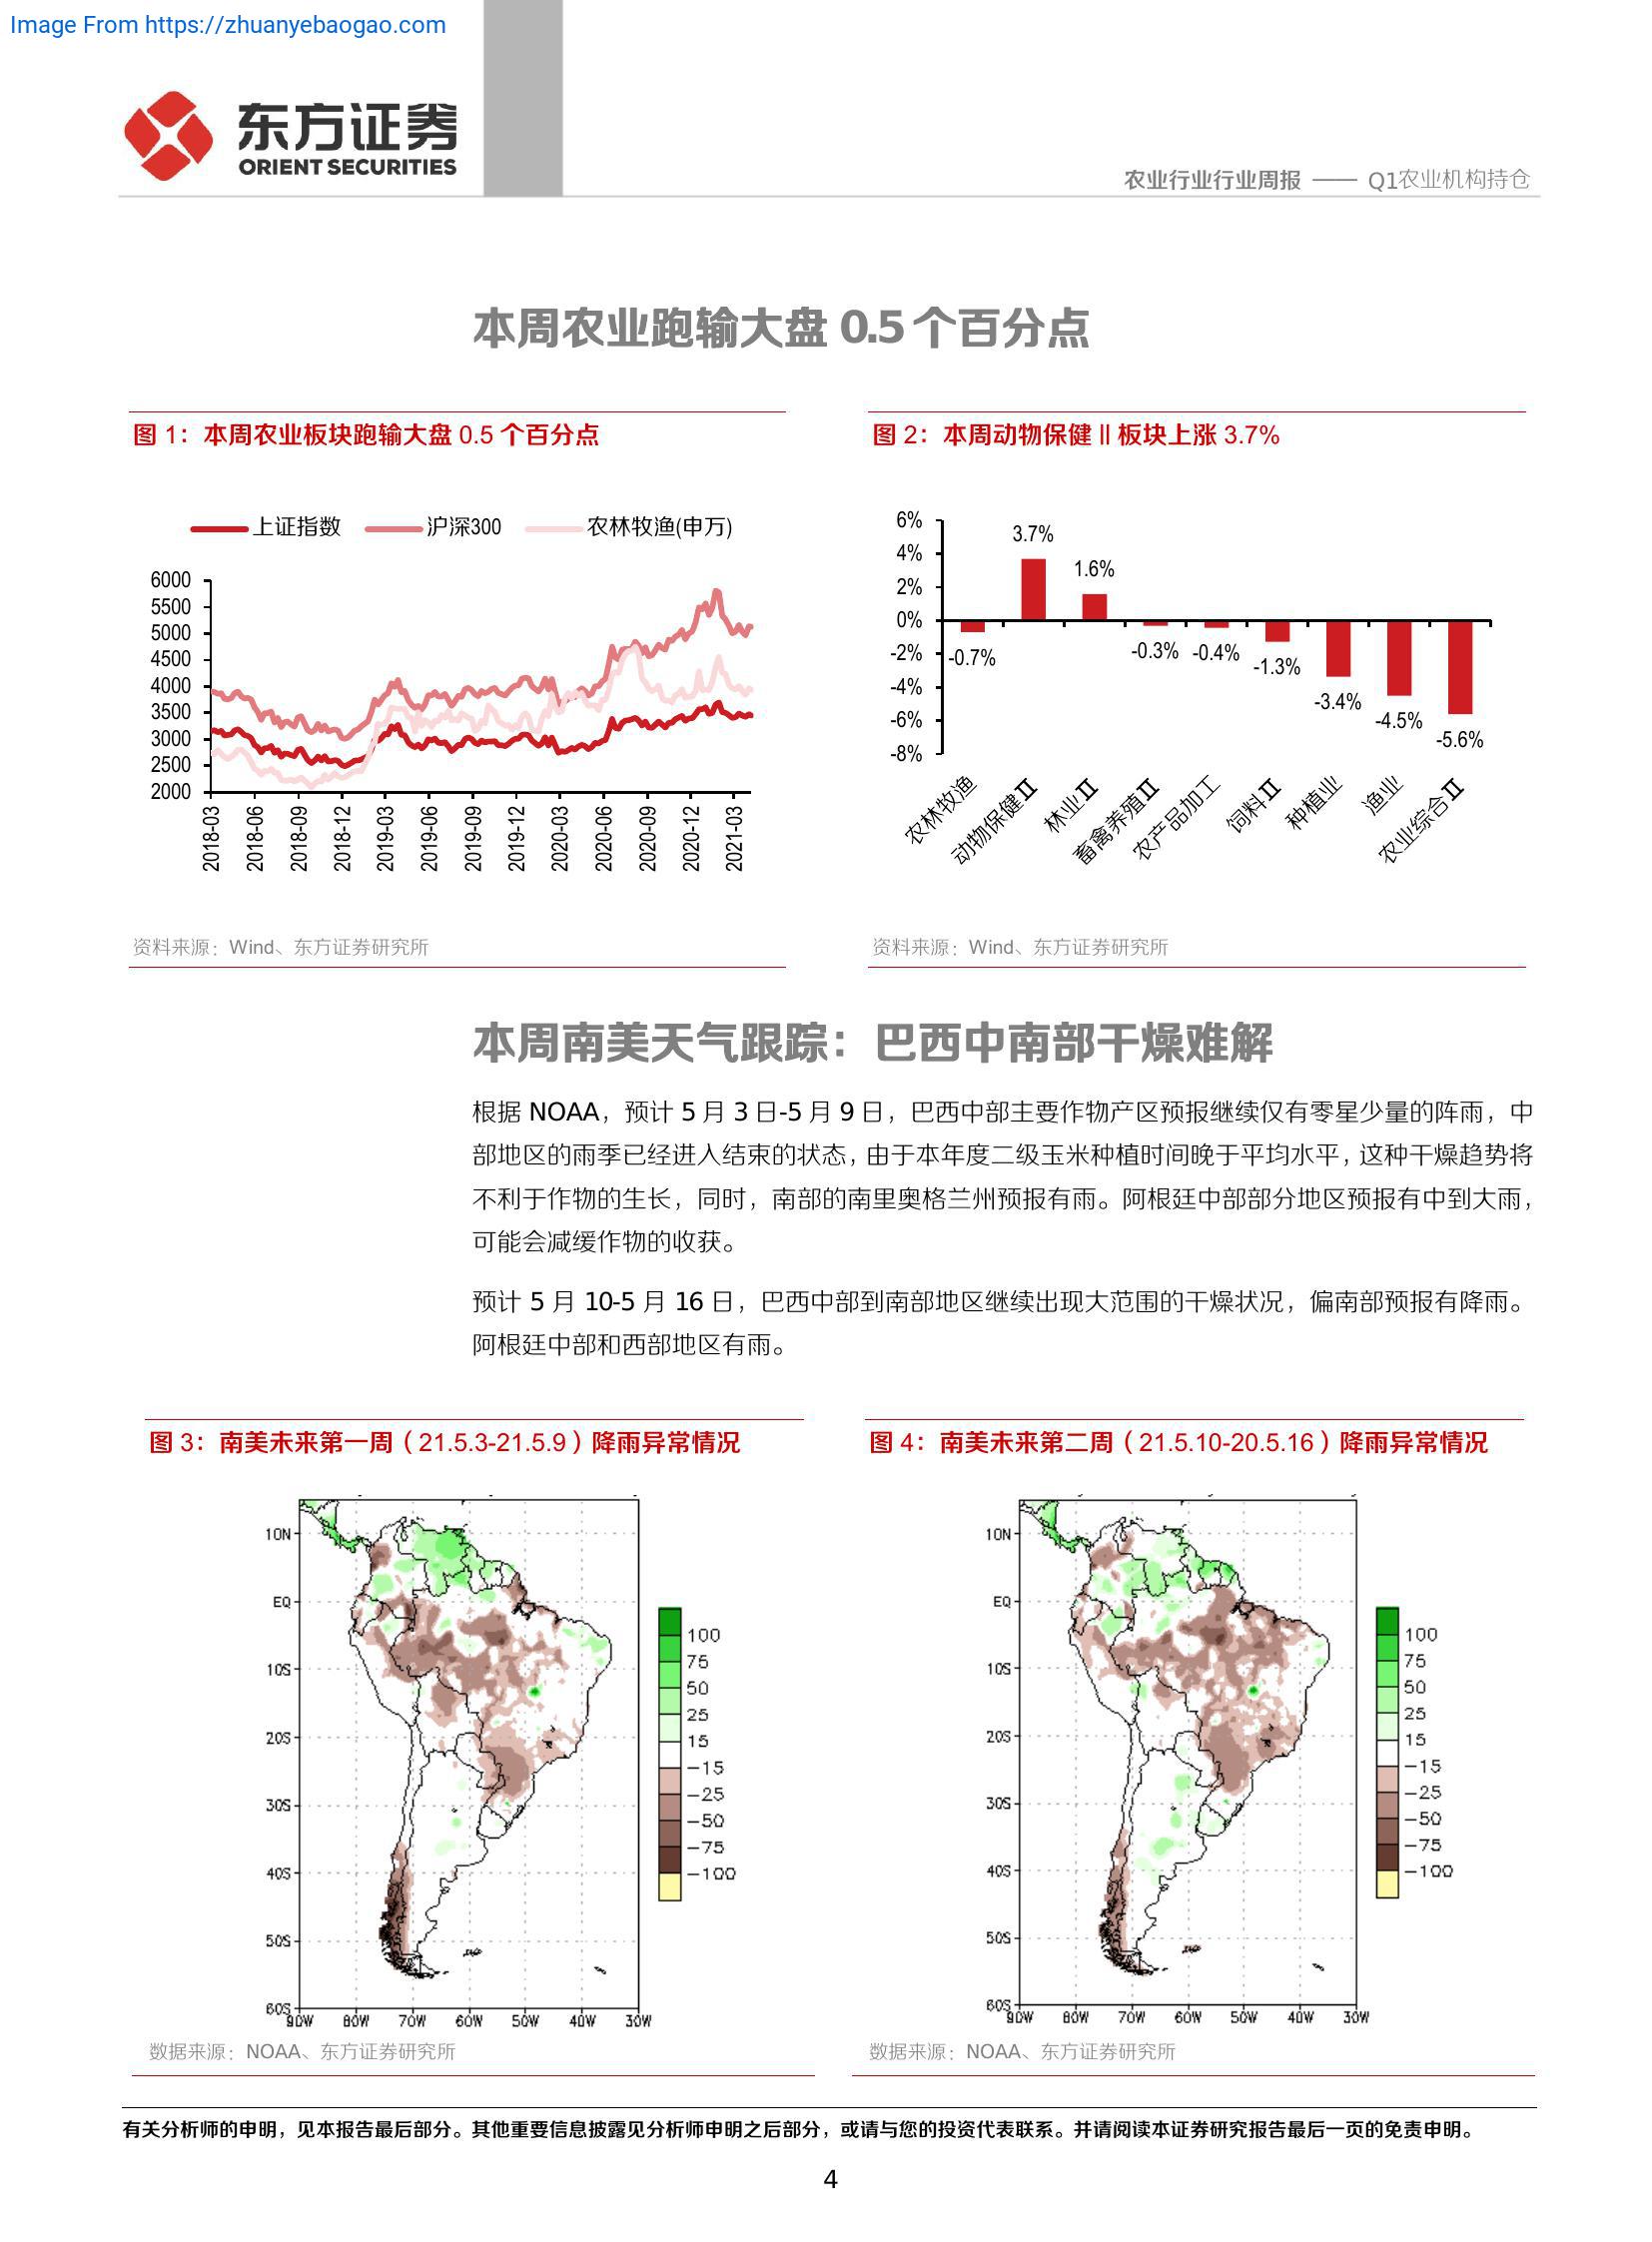 Image From https://zhuanyebaogao.com
东方证券
ORIENT SECURITIES
农业行业行业周报 —— Q1农业机构持仓
本周农业跑输大盘 0.5 个百分点
图 1：本周农业板块跑输大盘 0.5 个百分点
上证指数 沪深300 农林牧渔(申万)
6000
5500
5000
4500
4000
3500
3000
2500
2000
2018-03 2018-06 2018-09 2018-12 2019-03 2019-06 2019-09 2019-12 2020-03 2020-06 2020-09 2020-12 2021-03
资料来源：Wind、东方证券研究所
图 2：本周动物保健Ⅱ板块上涨 3.7%
6%
4%
2%
0%
-2%
-4%
-6%
-8%
-0.7% 3.7% 1.6% -0.3% -0.4% -1.3% -3.4% -4.5% -5.6%
农林牧渔 动物保健Ⅱ 林业Ⅱ 畜禽养殖Ⅱ 农产品加工 饲料Ⅱ 种植业 渔业 农业综合Ⅱ
资料来源：Wind、东方证券研究所
本周南美天气跟踪：巴西中南部干燥难解
根据 NOAA，预计 5 月 3 日-5 月 9 日，巴西中部主要作物产区预报继续仅有零星少量的阵雨，中
部地区的雨季已经进入结束的状态，由于本年度二级玉米种植时间晚于平均水平，这种干燥趋势将
不利于作物的生长，同时，南部的南里奥格兰州预报有雨。阿根廷中部部分地区预报有中到大雨，
可能会减缓作物的收获。
预计 5 月 10-5 月 16 日，巴西中部到南部地区继续出现大范围的干燥状况，偏南部预报有降雨。
阿根廷中部和西部地区有雨。
图 3：南美未来第一周（21.5.3-21.5.9）降雨异常情况
10N
EQ
10S
20S
30S
40S
50S
60S
90W 80W 70W 60W 50W 40W 30W
100
75
50
25
15
-15
-25
-50
-75
-100
数据来源：NOAA、东方证券研究所
图 4：南美未来第二周（21.5.10-20.5.16）降雨异常情况
10N
EQ
10S
20S
30S
40S
50S
60S
90W 80W 70W 60W 50W 40W 30W
100
75
50
25
15
-15
-25
-50
-75
-100
数据来源：NOAA、东方证券研究所
有关分析师的申明，见本报告最后部分。其他重要信息披露见分析师申明之后部分，或请与您的投资代表联系。并请阅读本证券研究报告最后一页的免责申明。
4